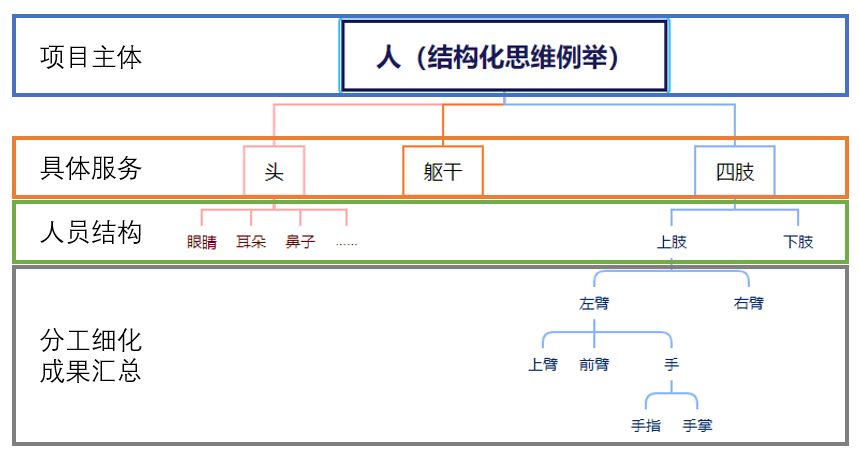 项目主体
人（结构化思维例举）
具体服务
头
躯干
四肢
人员结构
眼睛
耳朵
鼻子
……
上肢
下肢
分工细化
成果汇总
左臂
右臂
上臂
前臂
手
手指
手掌